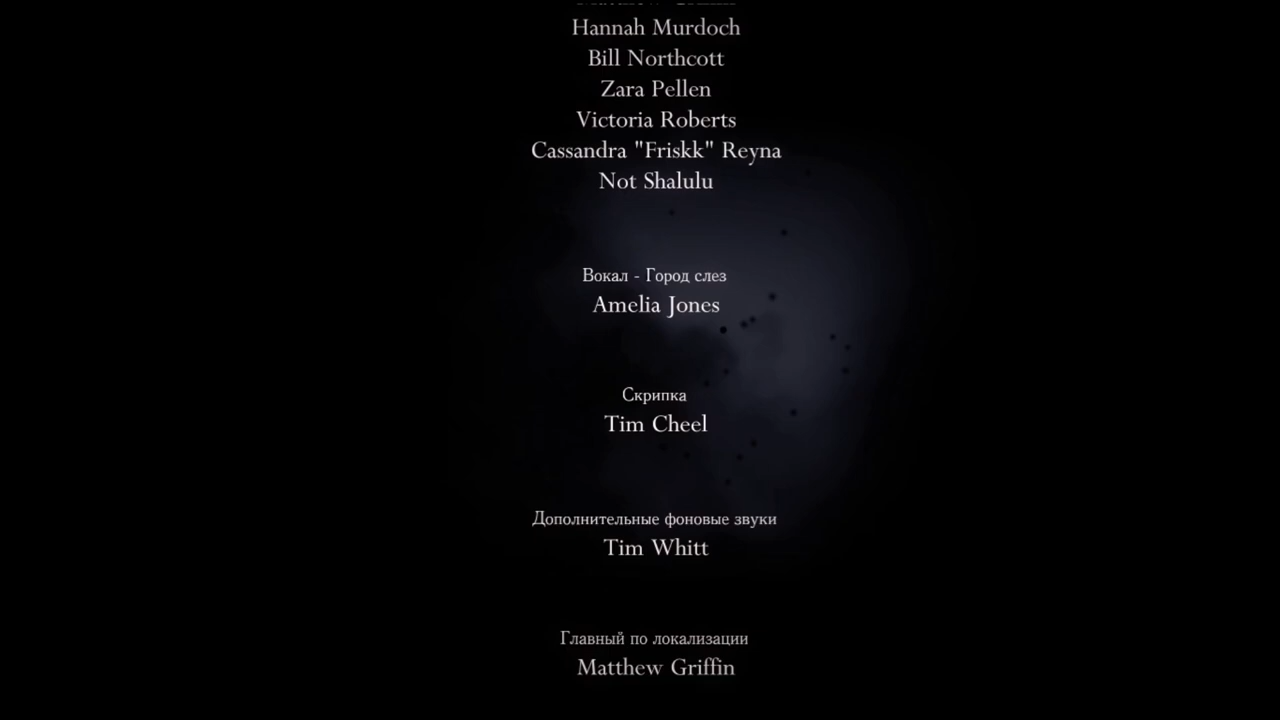 Hannah Murdoch
Bill Northcott
Zara Pellen
Victoria Roberts
Cassandra "Friskk" Reyna
Not Shalulu
Вокал - Город слез
Amelia Jones
Скрипка
Tim Cheel
Дополнительные фоновые звуки
Tim Whitt
Главный по локализации
Matthew Griffin